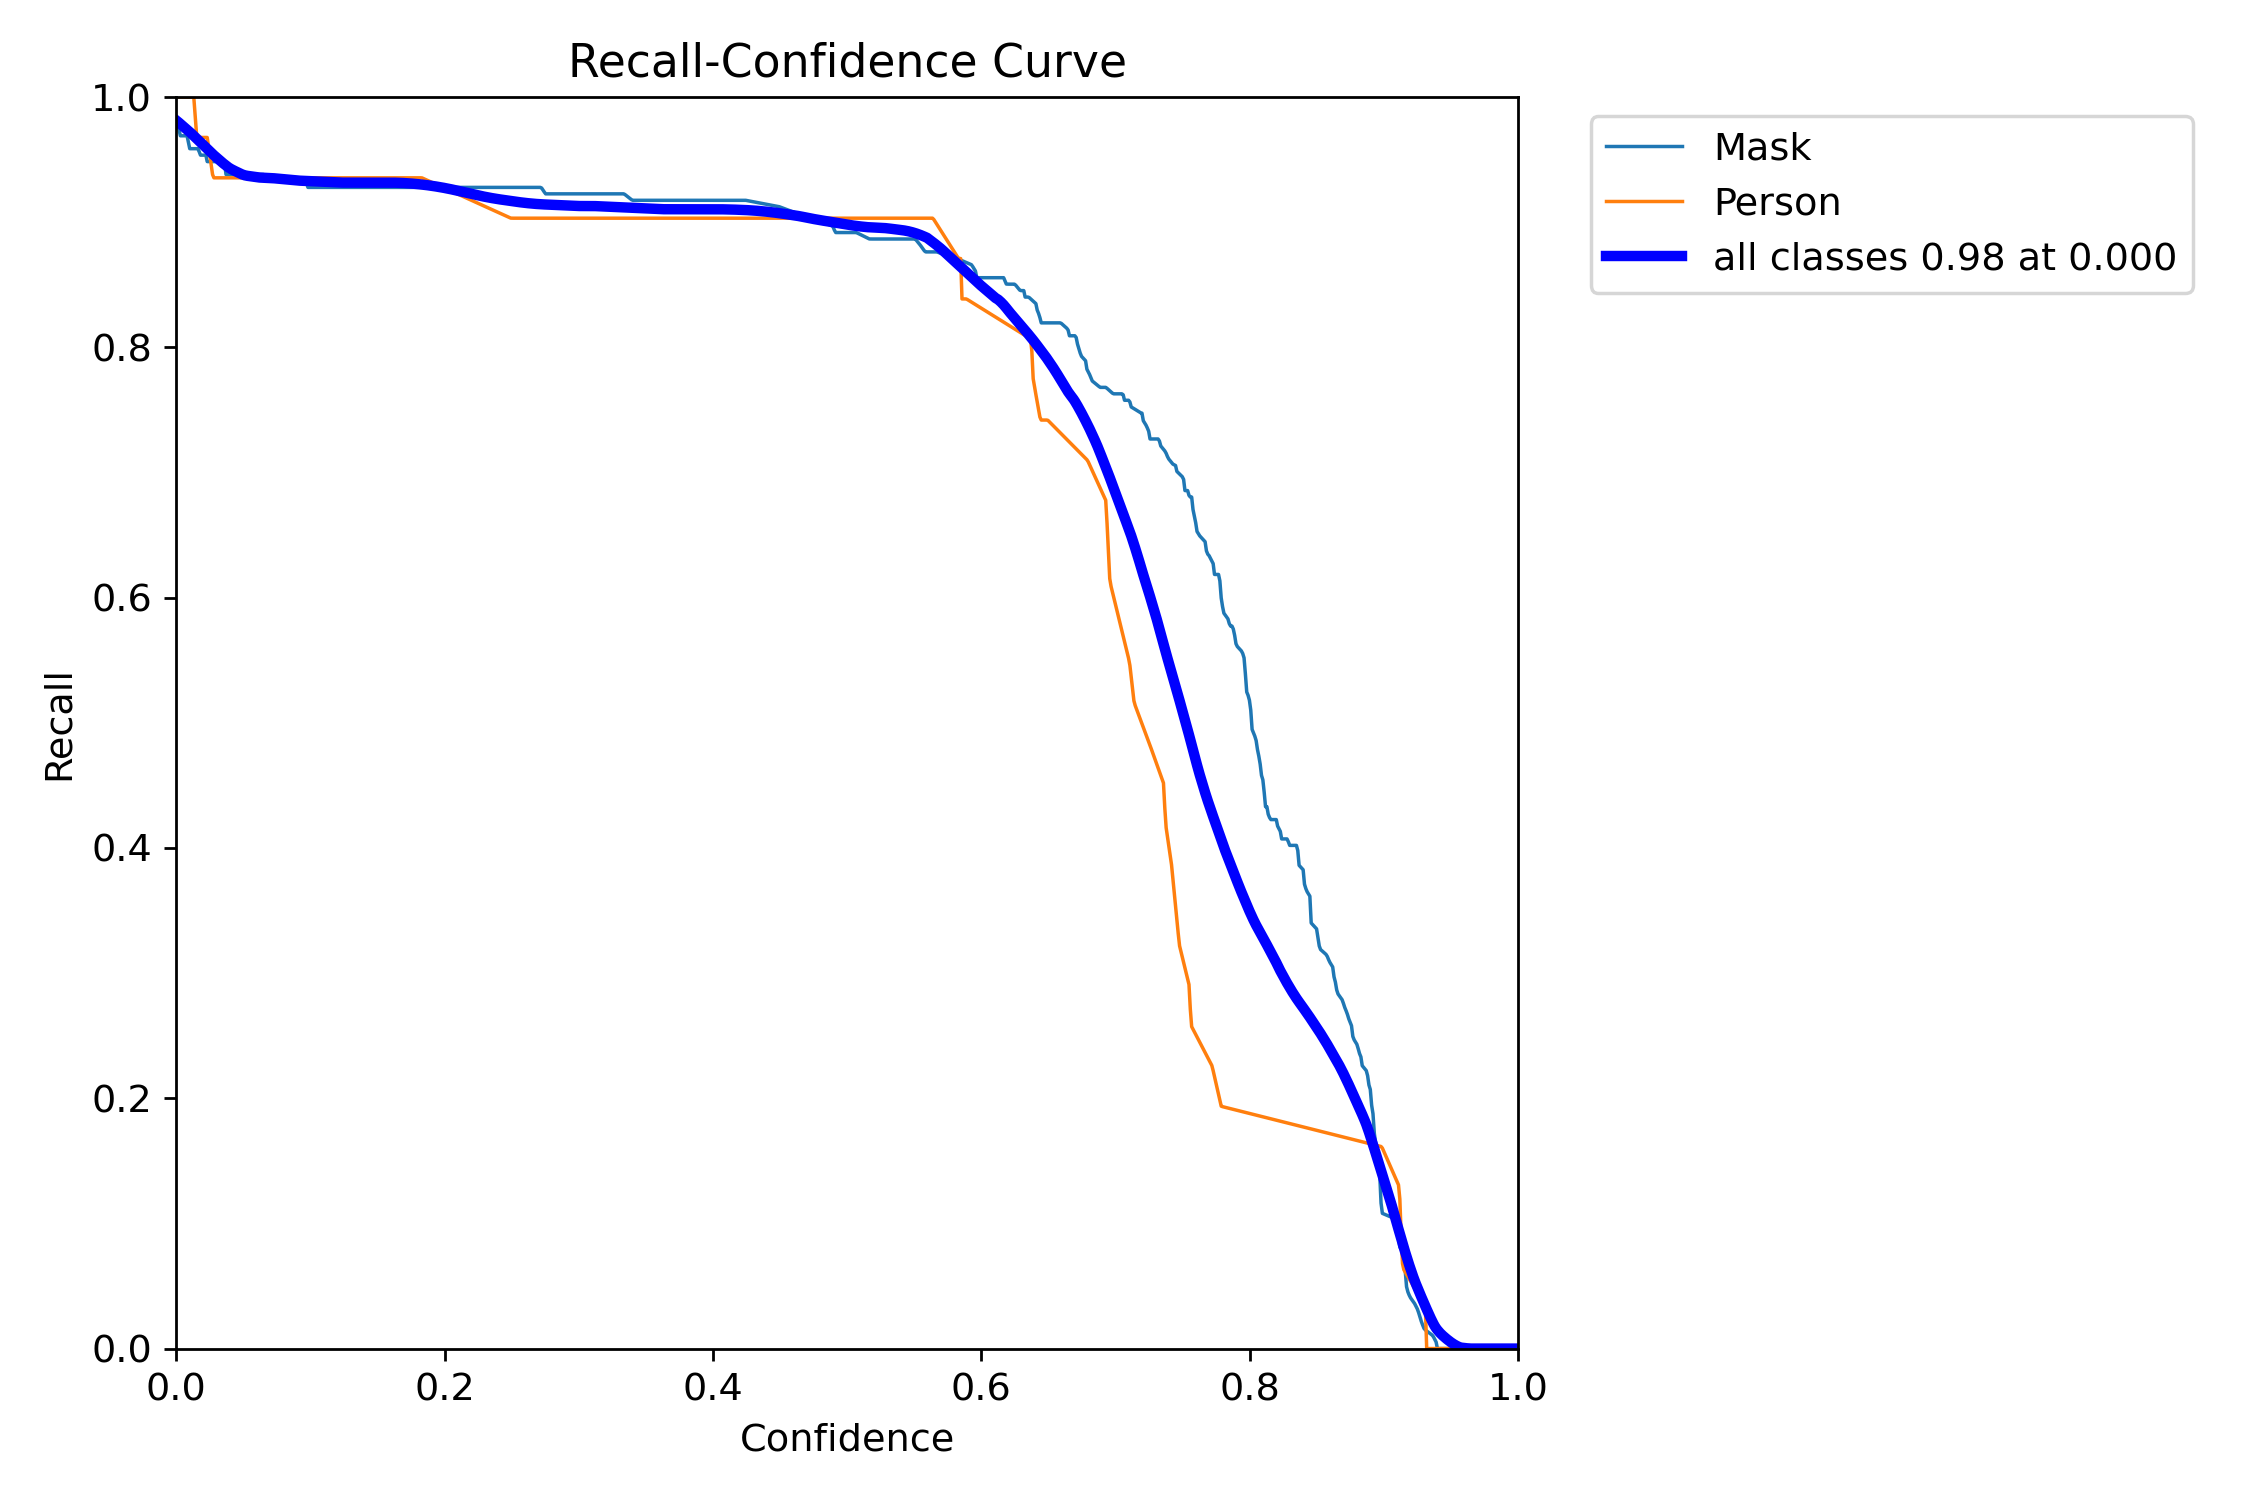 Recall-Confidence Curve
1.0
0.8
0.6
0.4
0.2
0.0
Recall
0.0 0.2 0.4 0.6 0.8 1.0
Confidence
Mask
Person
all classes 0.98 at 0.000